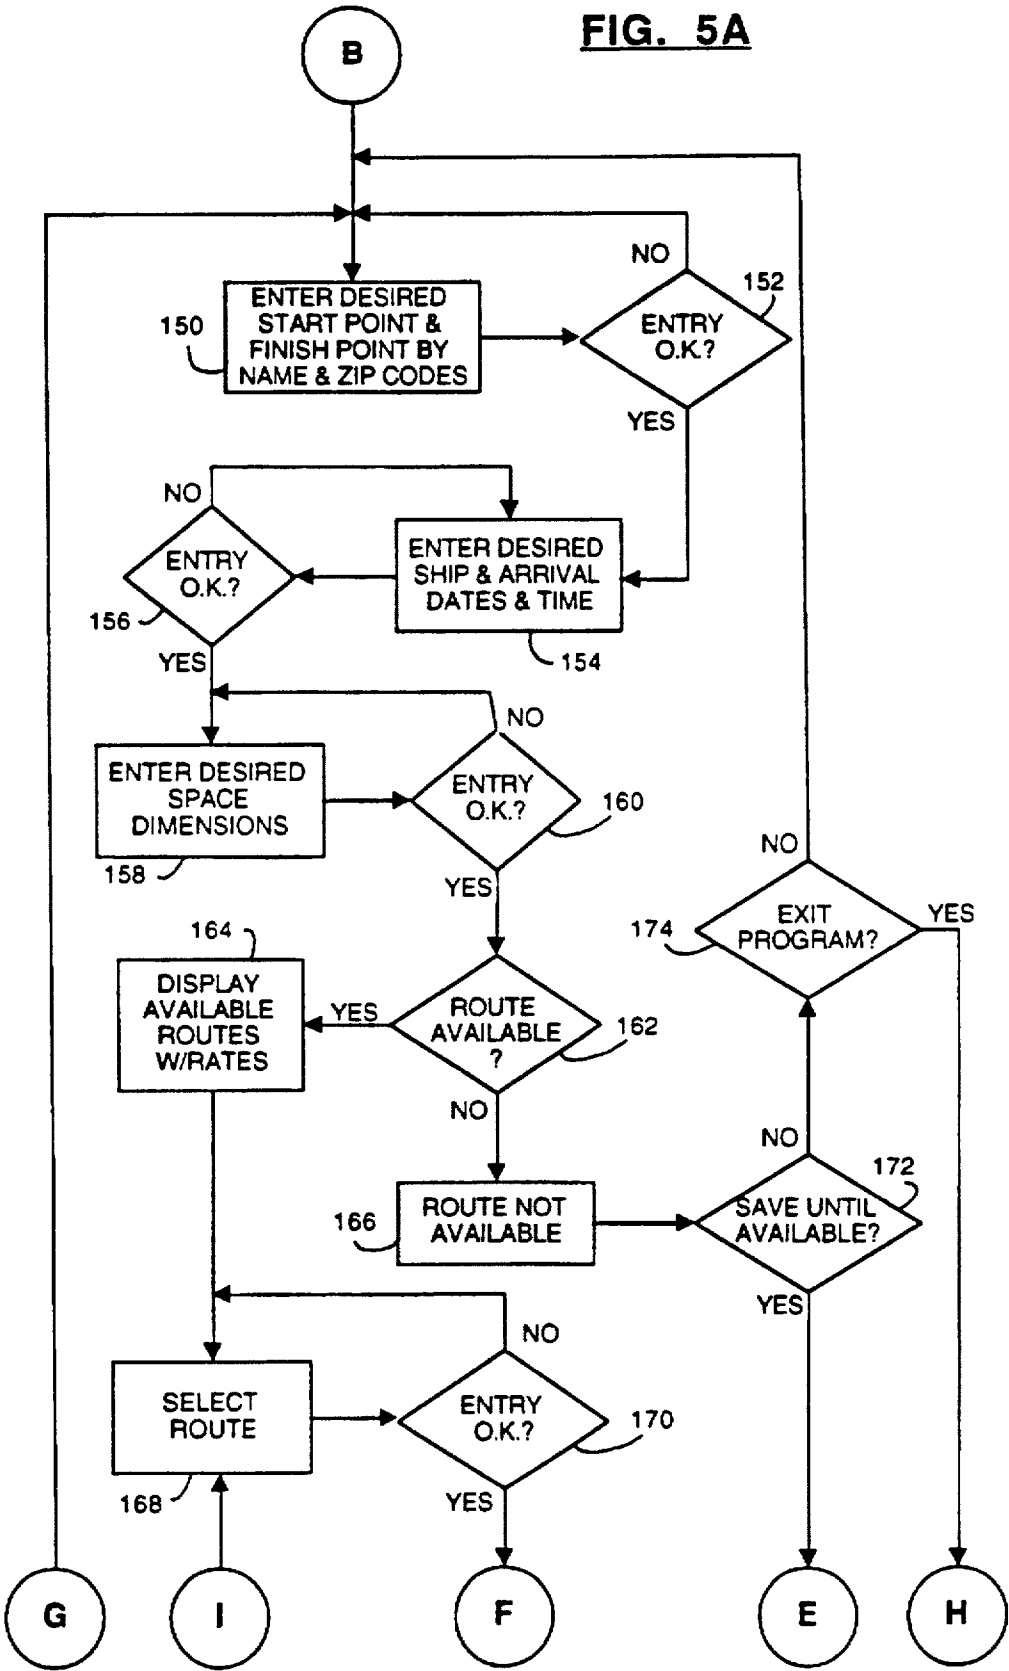 FIG. 5A
B
NO
152
ENTER DESIRED
START POINT &
FINISH POINT BY
NAME & ZIP CODES
150
ENTRY
O.K.?
YES
NO
ENTRY
O.K.?
156
ENTER DESIRED
SHIP & ARRIVAL
DATES & TIME
154
YES
NO
ENTER DESIRED
SPACE
DIMENSIONS
158
ENTRY
O.K.?
160
YES
NO
EXIT
PROGRAM?
174
YES
164
DISPLAY
AVAILABLE
ROUTES
W/RATES
YES
ROUTE
AVAILABLE
?
162
NO
NO
172
166
ROUTE NOT
AVAILABLE
SAVE UNTIL
AVAILABLE?
YES
NO
SELECT
ROUTE
168
ENTRY
O.K.?
170
YES
G
I
F
E
H